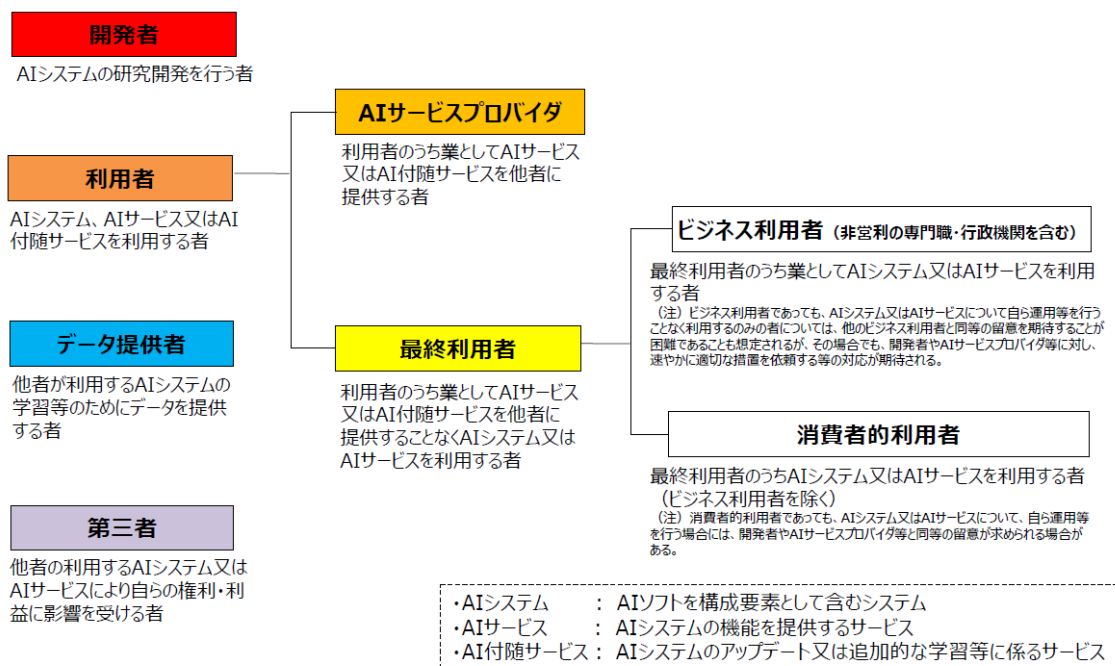 開発者
AIシステムの研究開発を行う者
利用者
AIシステム、AIサービス又はAI
付随サービスを利用する者
データ提供者
他者が利用するAIシステムの
学習等のためにデータを提供
する者
第三者
他者の利用するAIシステム又は
AIサービスにより自らの権利・利
益に影響を受ける者
AIサービスプロバイダ
利用者のうち業としてAIサービス
又はAI付随サービスを他者に
提供する者
最終利用者
利用者のうち業としてAIサービス
又はAI付随サービスを他者に
提供することなくAIシステム又は
AIサービスを利用する者
ビジネス利用者（非営利の専門職・行政機関を含む）
最終利用者のうち業としてAIシステム又はAIサービスを利用
する者
（注）ビジネス利用者であっても、AIシステム又はAIサービスについて自ら運用等を行う
ことなく利用するのみの者については、他のビジネス利用者と同等の留意を期待することが
困難であることも想定されるが、その場合でも、開発者やAIサービスプロバイダ等に対し、
速やかに適切な措置を依頼する等の対応が期待される。
消費者的利用者
最終利用者のうちAIシステム又はAIサービスを利用する者
（ビジネス利用者を除く）
（注）消費者的利用者であっても、AIシステム又はAIサービスについて、自ら運用等
を行う場合には、開発者やAIサービスプロバイダ等と同等の留意が求められる場合が
ある。
・AIシステム　：　AIソフトを構成要素として含むシステム
・AIサービス　：　AIシステムの機能を提供するサービス
・AI付随サービス：　AIシステムのアップデート又は追加的な学習等に係るサービス